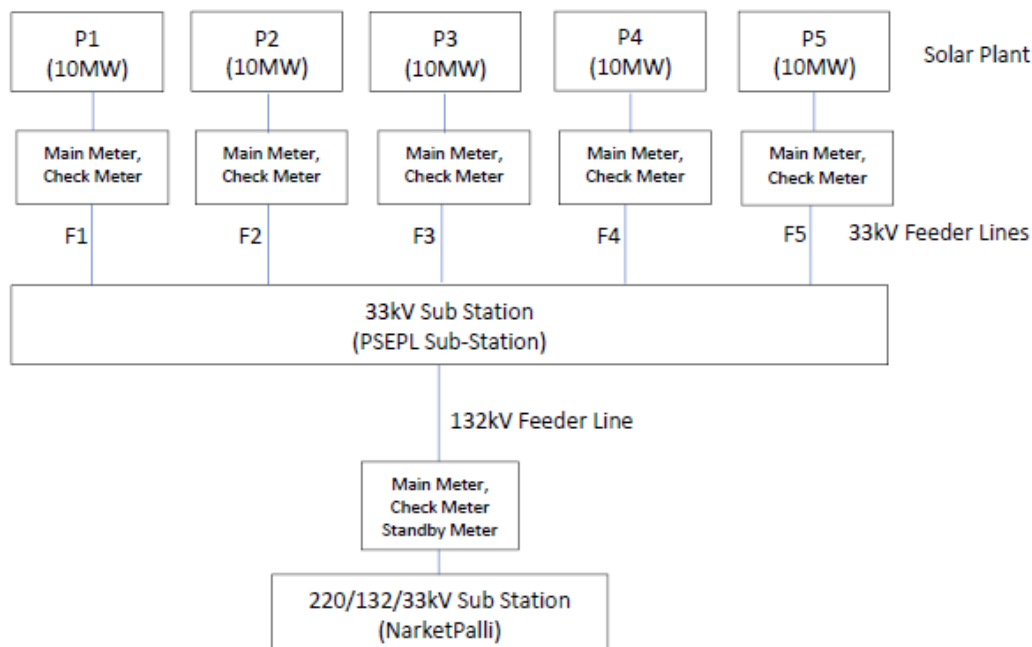 P1
(10MW)
P2
(10MW)
P3
(10MW)
P4
(10MW)
P5
(10MW)
Solar Plant
Main Meter,
Check Meter
Main Meter,
Check Meter
Main Meter,
Check Meter
Main Meter,
Check Meter
Main Meter,
Check Meter
F1
F2
F3
F4
F5
33kV Feeder Lines
33kV Sub Station
(PSEPL Sub-Station)
132kV Feeder Line
Main Meter,
Check Meter
Standby Meter
220/132/33kV Sub Station
(NarketPalli)